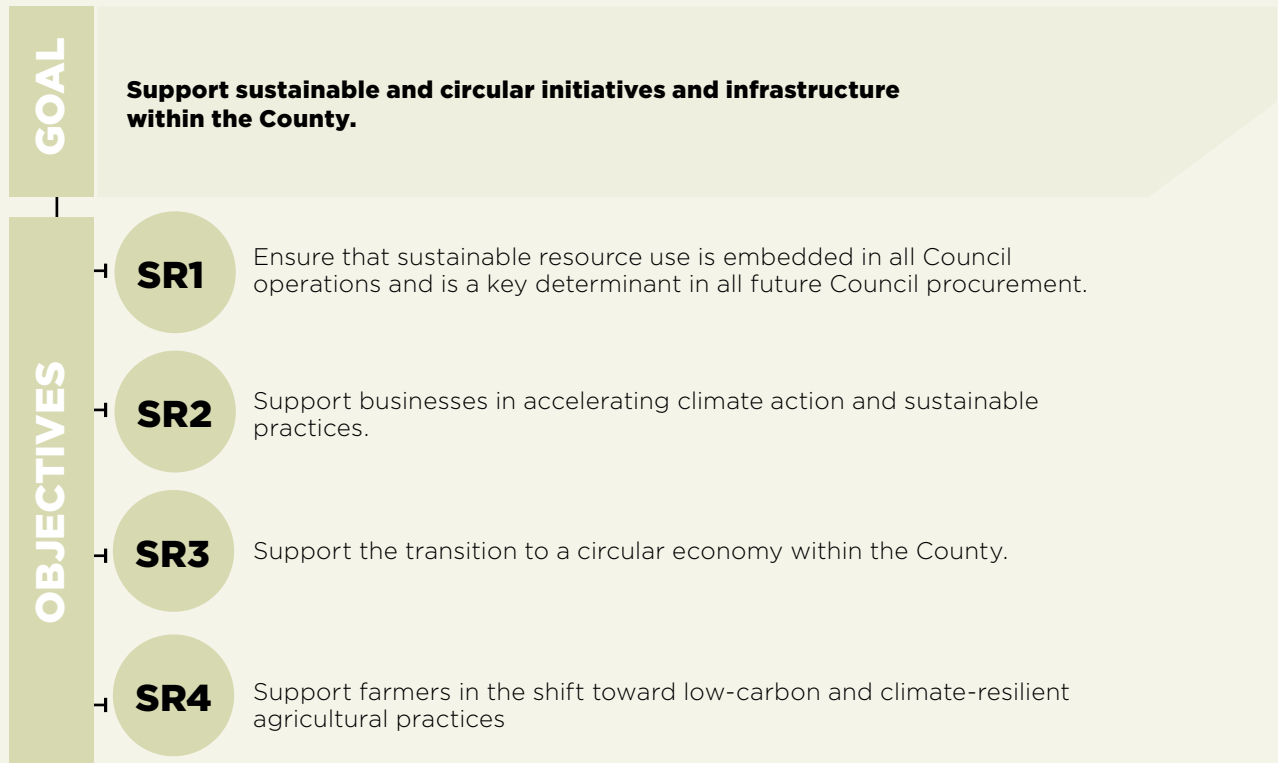 GOAL
Support sustainable and circular initiatives and infrastructure
within the County.
OBJECTIVES
SR1
Ensure that sustainable resource use is embedded in all Council
operations and is a key determinant in all future Council procurement.
SR2
Support businesses in accelerating climate action and sustainable
practices.
SR3
Support the transition to a circular economy within the County.
SR4
Support farmers in the shift toward low-carbon and climate-resilient
agricultural practices